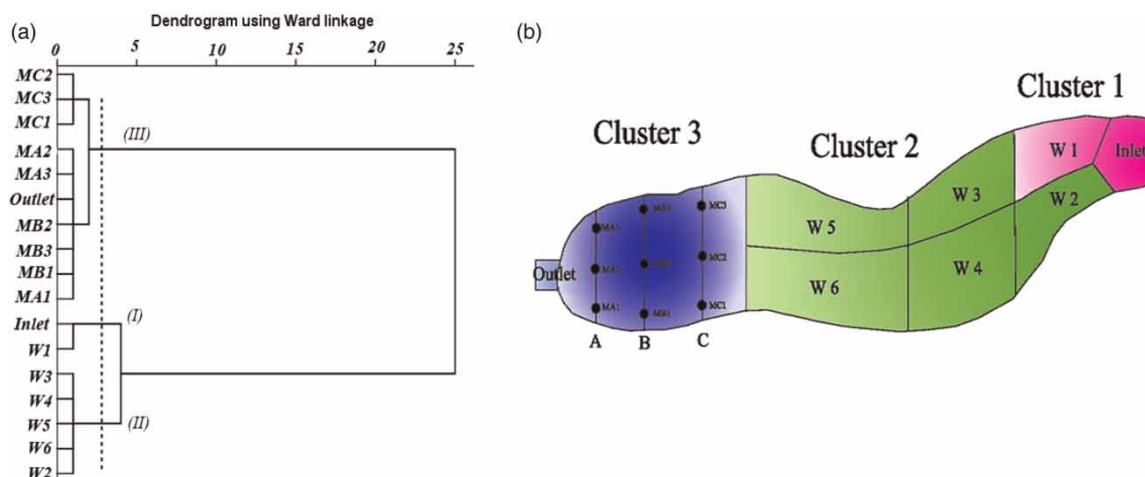 (a)
Dendrogram using Ward linkage
0 5 10 15 20 25
MC2
MC3
MC1
(III)
MA2
MA3
Outlet
MB2
MB3
MB1
MA1
Inlet
(I)
W1
W3
W4
W5
(II)
W6
W2
(b)
Cluster 1
Cluster 3
Cluster 2
W 1
Inlet
W 2
W 3
W 5
W 4
W 6
MC3
MC2
Outlet
MA1
MB1
MC1
A B C